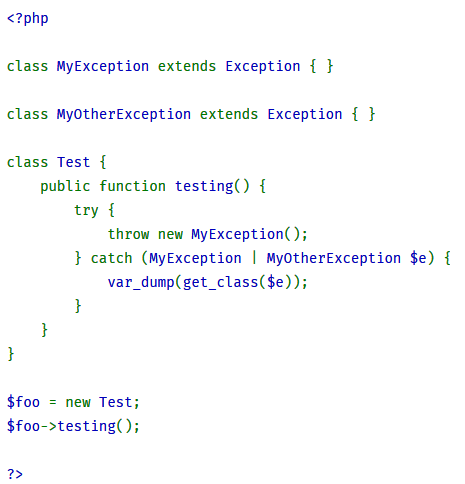 <?php

class MyException extends Exception { }

class MyOtherException extends Exception { }

class Test {
    public function testing() {
        try {
            throw new MyException();
        } catch (MyException | MyOtherException $e) {
            var_dump(get_class($e));
        }
    }
}

$foo = new Test;
$foo->testing();

?>